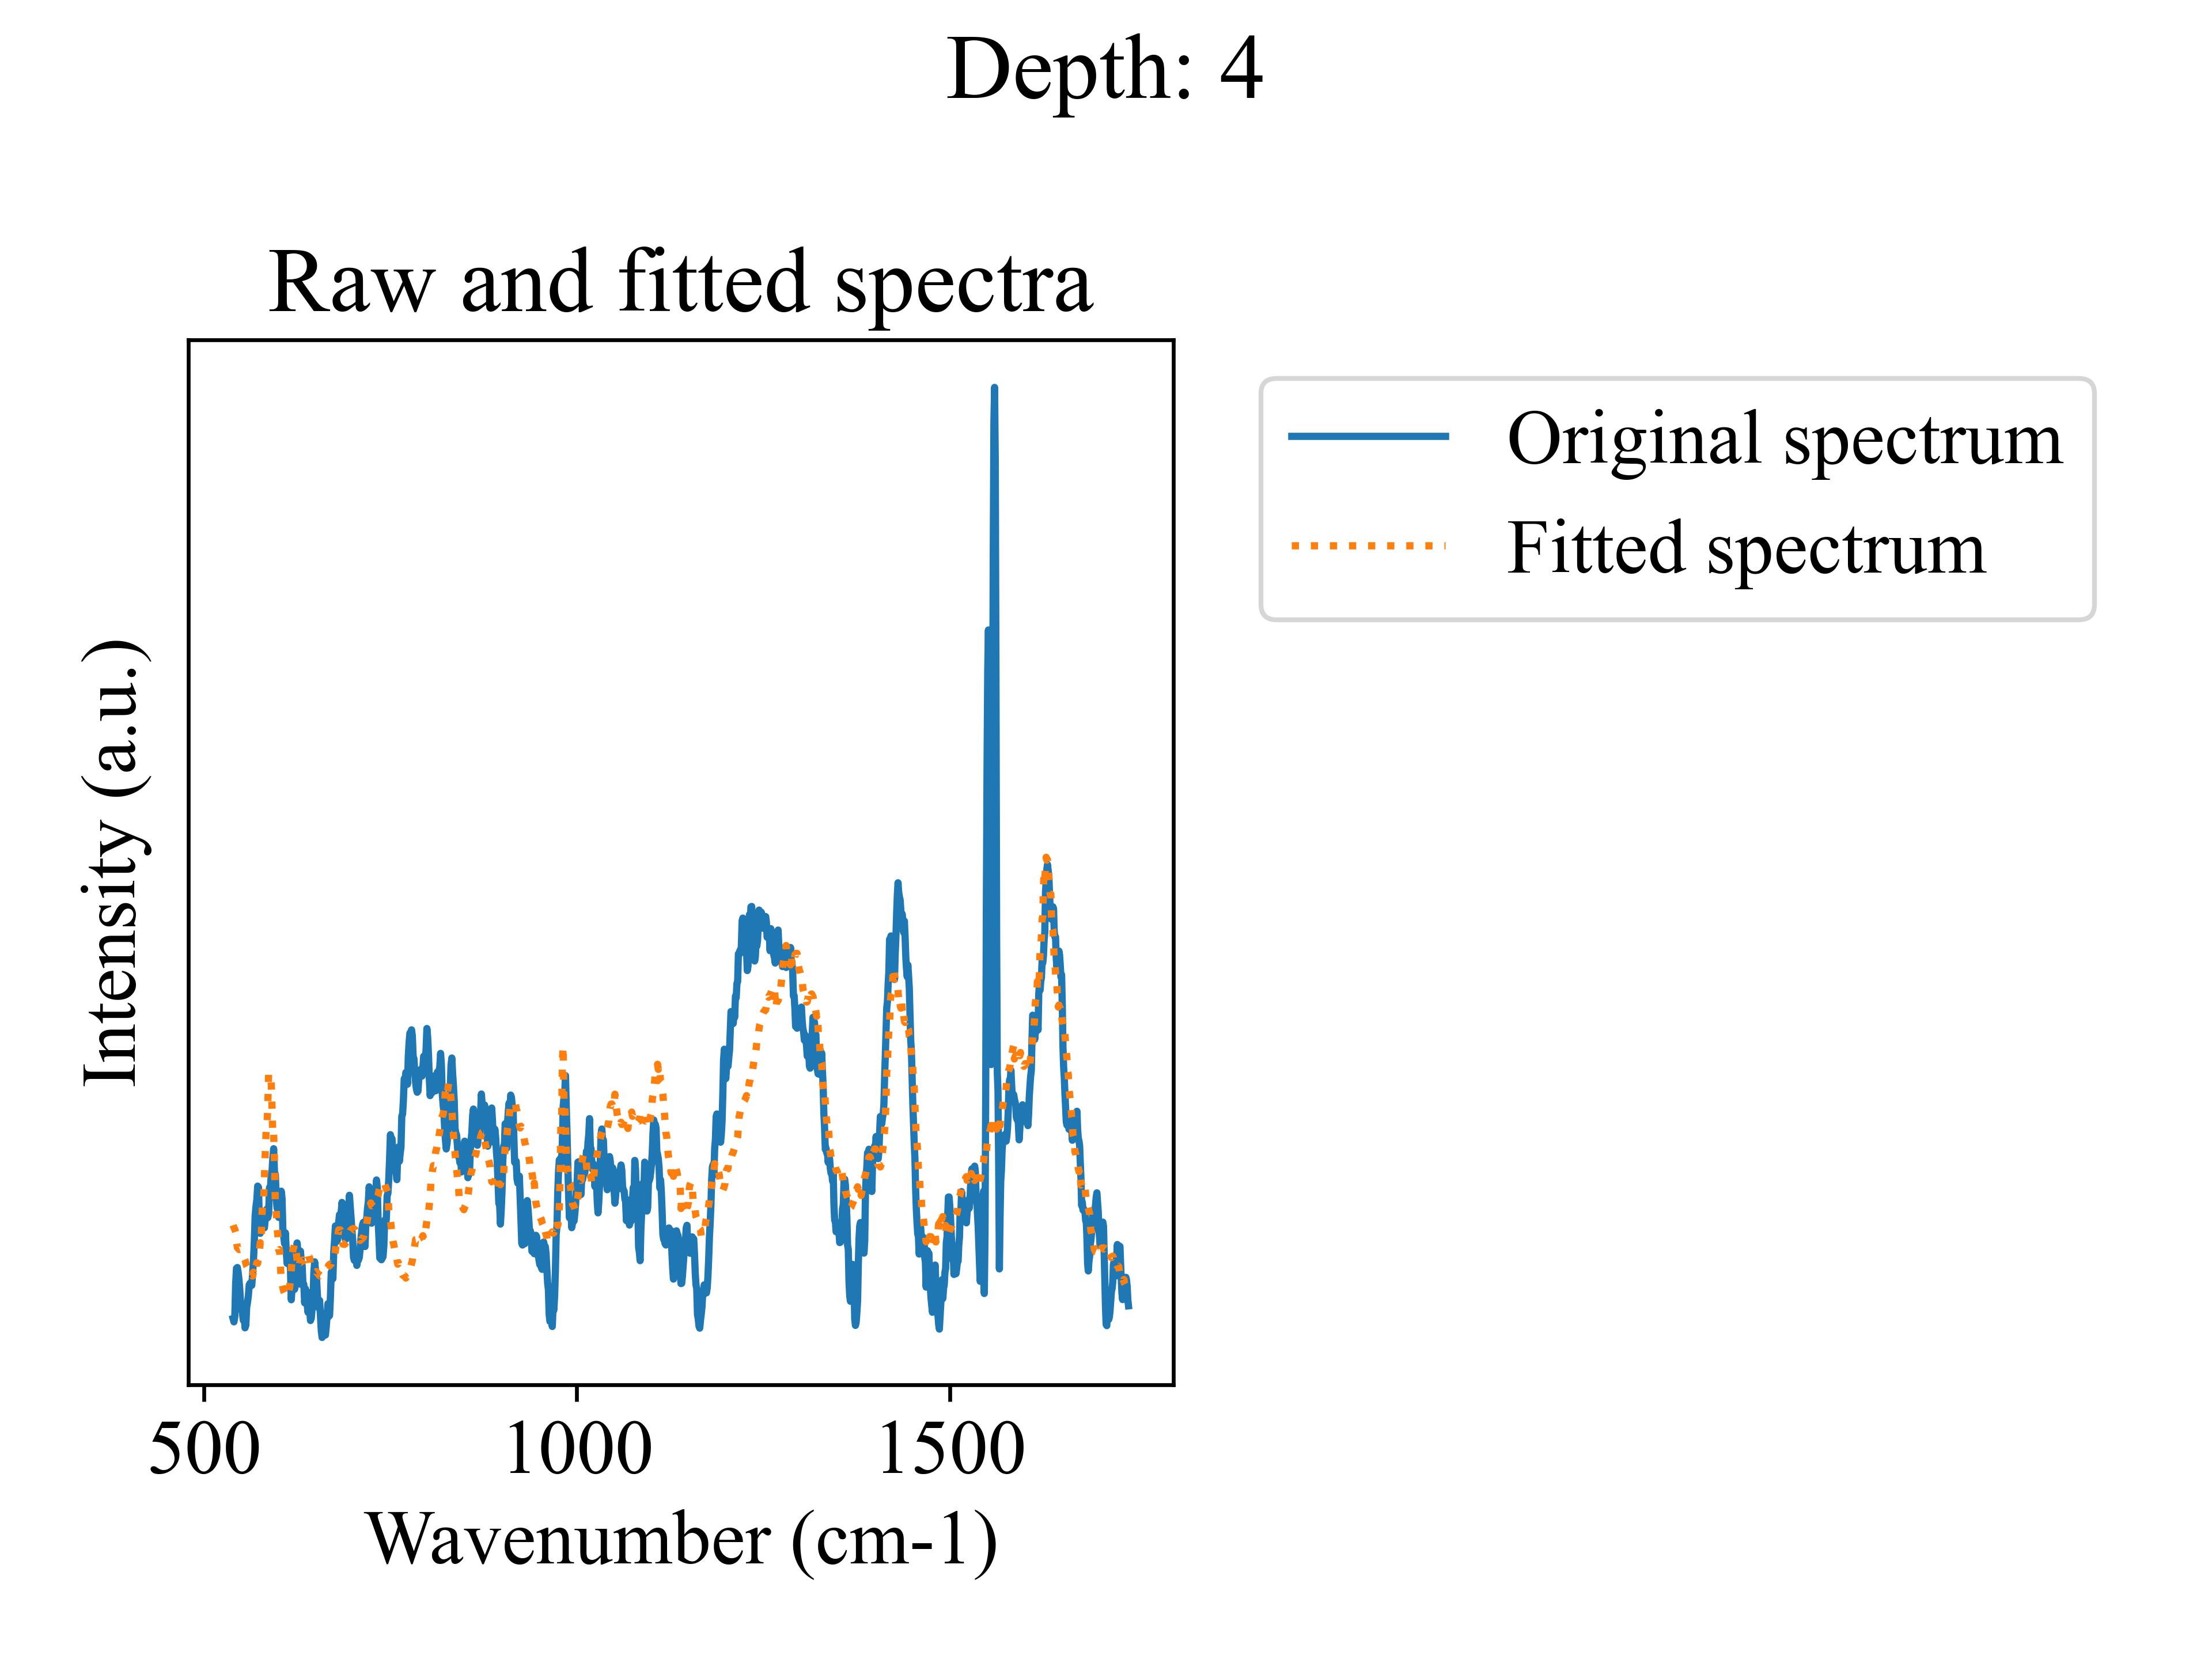 Depth: 4
Raw and fitted spectra
Intensity (a.u.)
Original spectrum
Fitted spectrum
500 1000 1500
Wavenumber (cm-1)